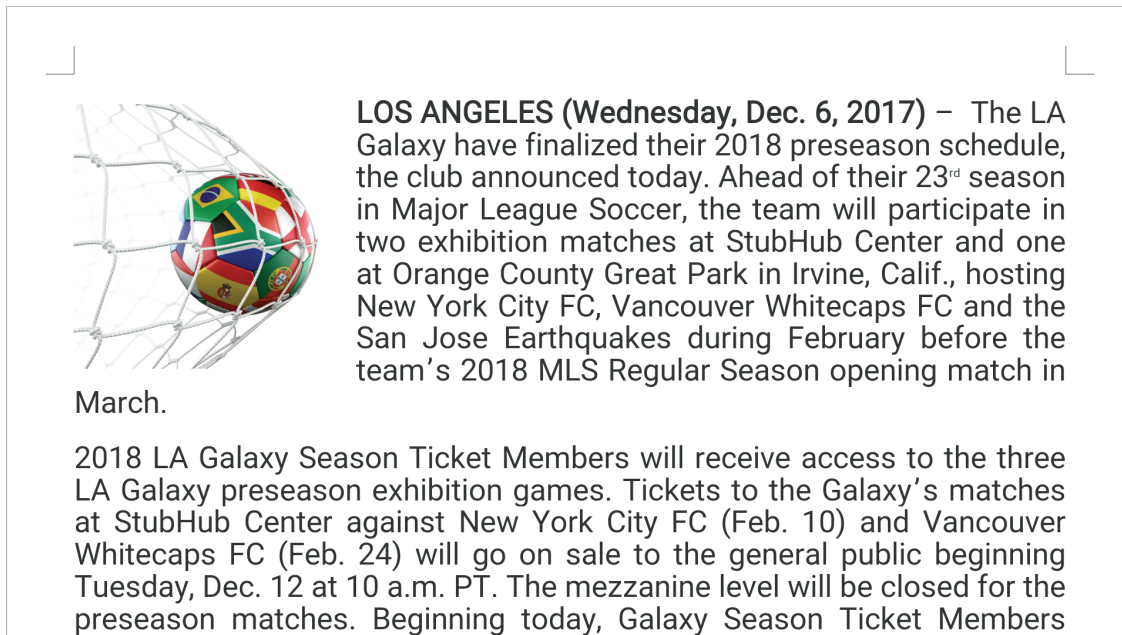 LOS ANGELES (Wednesday, Dec. 6, 2017) – The LA
Galaxy have finalized their 2018 preseason schedule,
the club announced today. Ahead of their 23rd season
in Major League Soccer, the team will participate in
two exhibition matches at StubHub Center and one
at Orange County Great Park in Irvine, Calif., hosting
New York City FC, Vancouver Whitecaps FC and the
San Jose Earthquakes during February before the
team’s 2018 MLS Regular Season opening match in
March.
2018 LA Galaxy Season Ticket Members will receive access to the three
LA Galaxy preseason exhibition games. Tickets to the Galaxy’s matches
at StubHub Center against New York City FC (Feb. 10) and Vancouver
Whitecaps FC (Feb. 24) will go on sale to the general public beginning
Tuesday, Dec. 12 at 10 a.m. PT. The mezzanine level will be closed for the
preseason matches. Beginning today, Galaxy Season Ticket Members